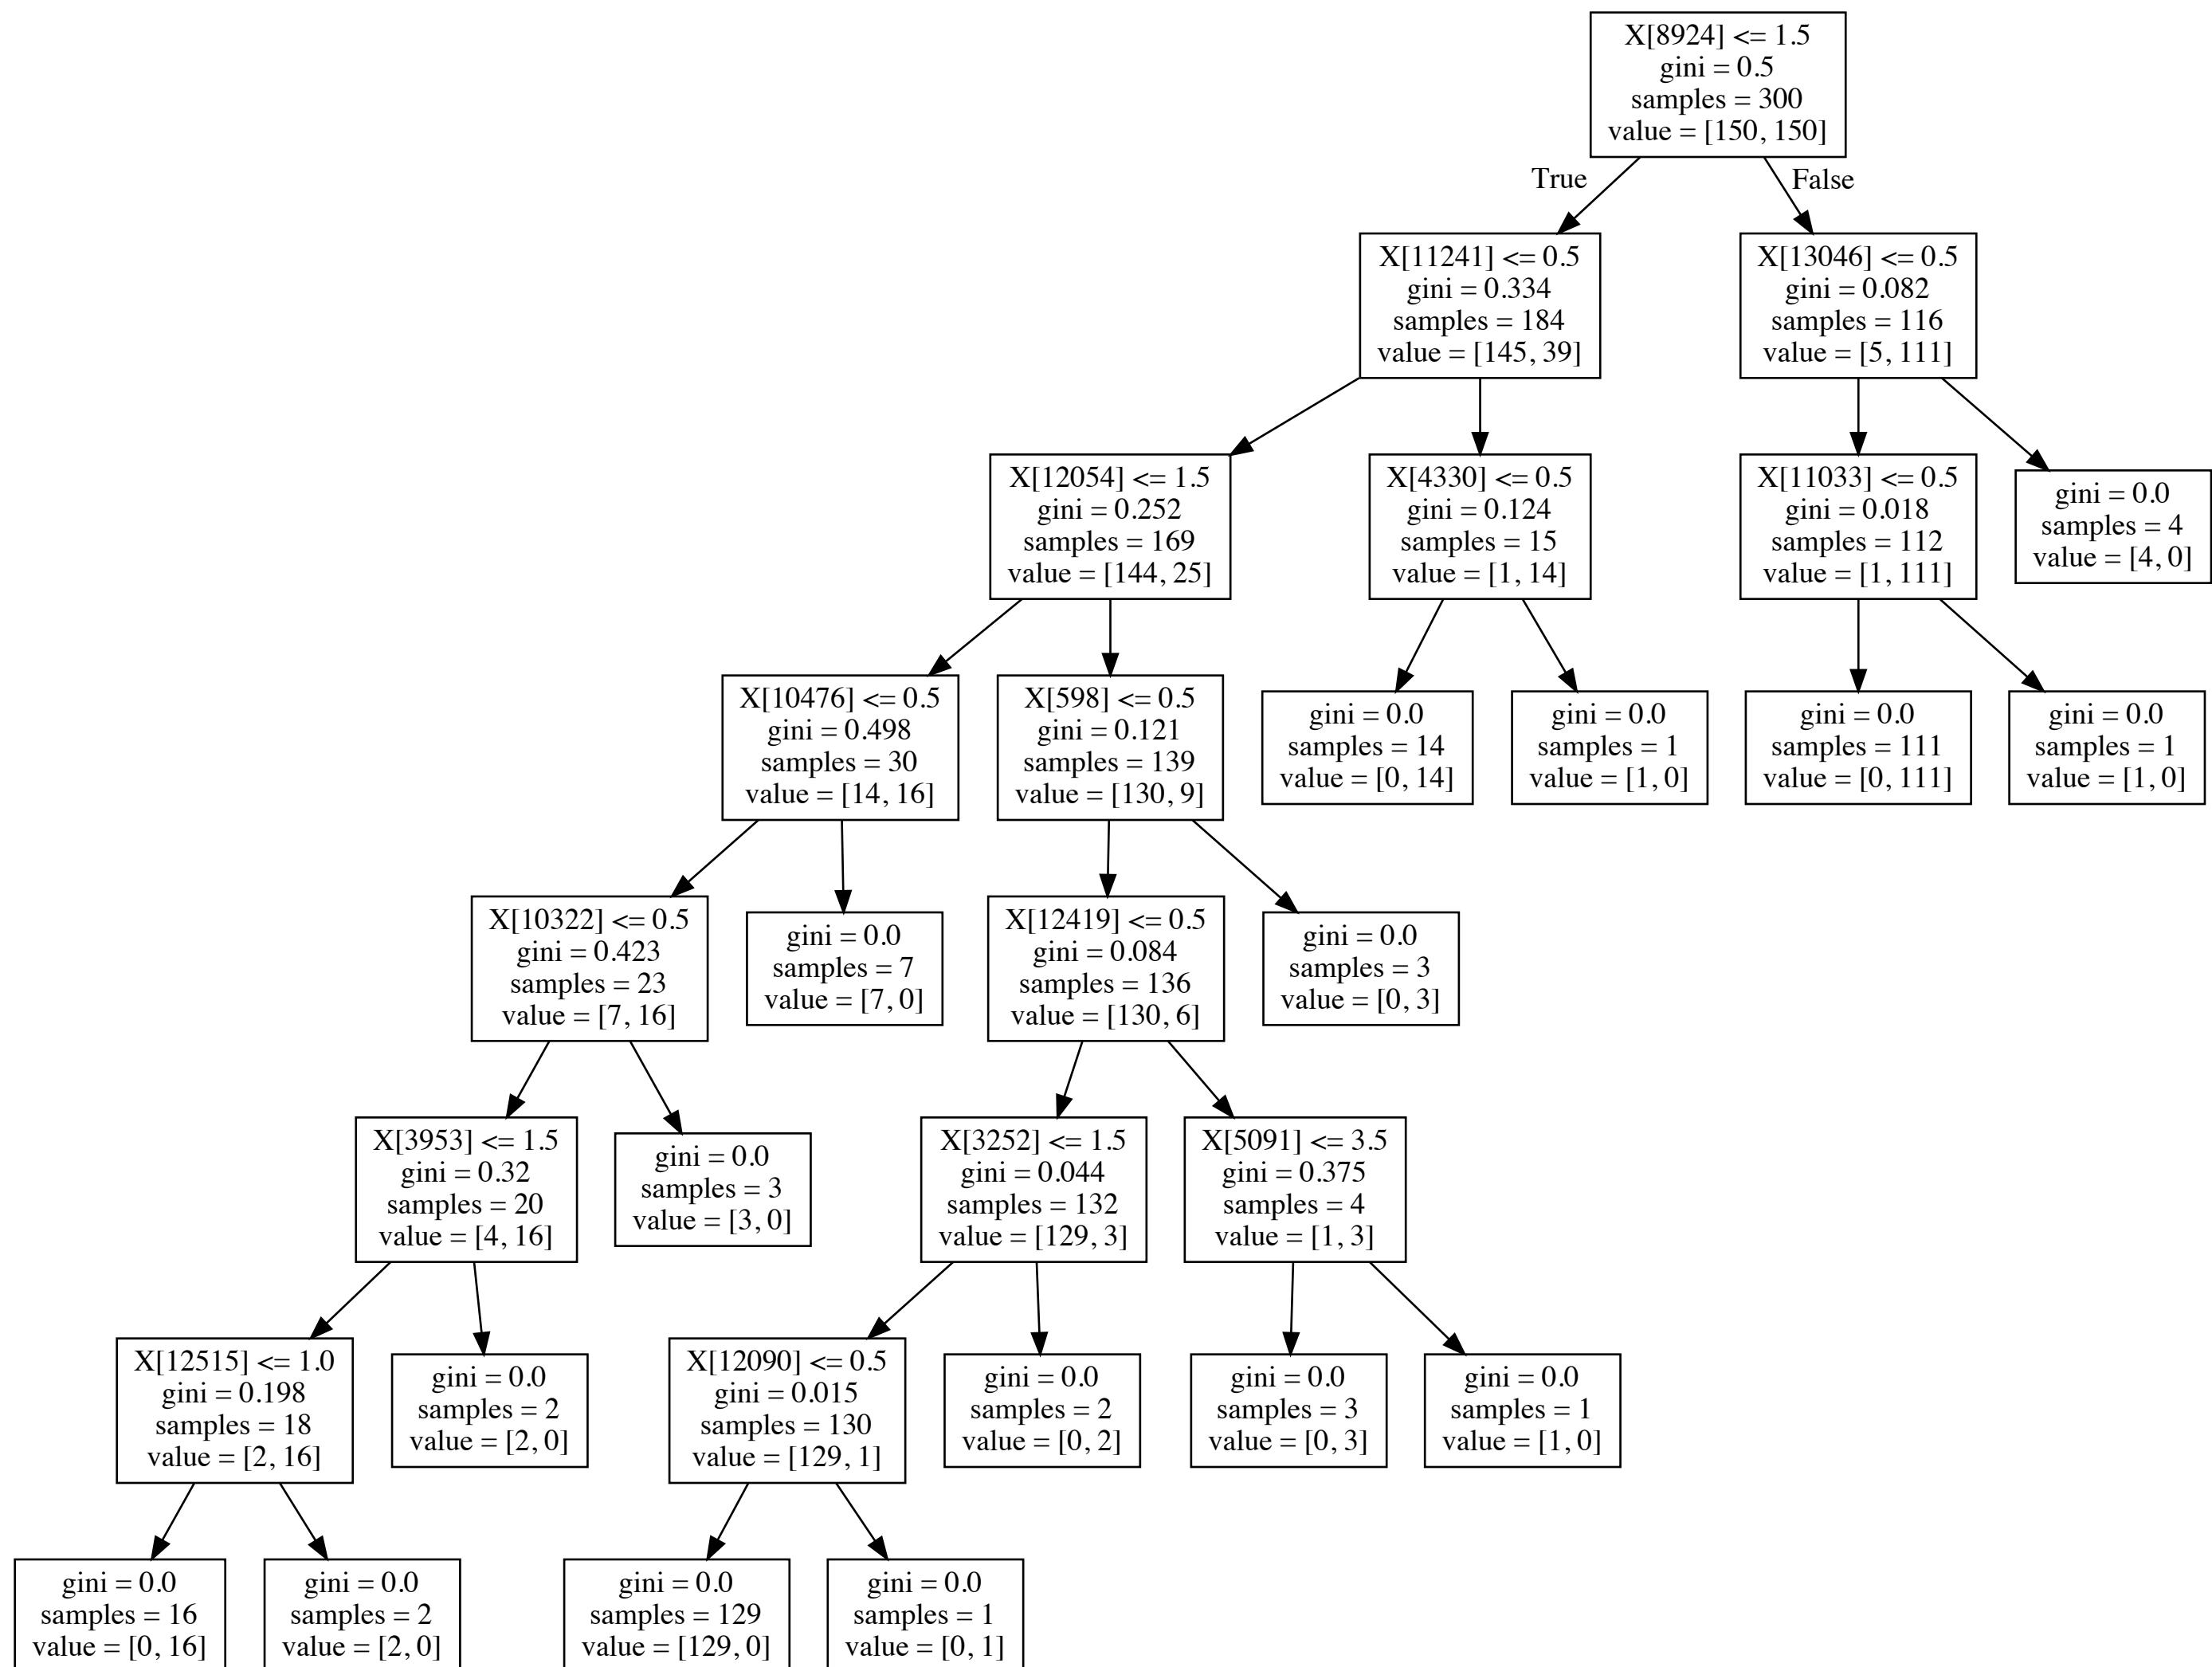 X[8924] <= 1.5
gini = 0.5
samples = 300
value = [150, 150]
True
False
X[11241] <= 0.5
gini = 0.334
samples = 184
value = [145, 39]
X[13046] <= 0.5
gini = 0.082
samples = 116
value = [5, 111]
X[12054] <= 1.5
gini = 0.252
samples = 169
value = [144, 25]
X[4330] <= 0.5
gini = 0.124
samples = 15
value = [1, 14]
X[11033] <= 0.5
gini = 0.018
samples = 112
value = [1, 111]
gini = 0.0
samples = 4
value = [4, 0]
X[10476] <= 0.5
gini = 0.498
samples = 30
value = [14, 16]
X[598] <= 0.5
gini = 0.121
samples = 139
value = [130, 9]
gini = 0.0
samples = 14
value = [0, 14]
gini = 0.0
samples = 1
value = [1, 0]
gini = 0.0
samples = 111
value = [0, 111]
gini = 0.0
samples = 1
value = [1, 0]
X[10322] <= 0.5
gini = 0.423
samples = 23
value = [7, 16]
gini = 0.0
samples = 7
value = [7, 0]
X[12419] <= 0.5
gini = 0.084
samples = 136
value = [130, 6]
gini = 0.0
samples = 3
value = [0, 3]
X[3953] <= 1.5
gini = 0.32
samples = 20
value = [4, 16]
gini = 0.0
samples = 3
value = [3, 0]
X[3252] <= 1.5
gini = 0.044
samples = 132
value = [129, 3]
X[5091] <= 3.5
gini = 0.375
samples = 4
value = [1, 3]
X[12515] <= 1.0
gini = 0.198
samples = 18
value = [2, 16]
gini = 0.0
samples = 2
value = [2, 0]
X[12090] <= 0.5
gini = 0.015
samples = 130
value = [129, 1]
gini = 0.0
samples = 2
value = [0, 2]
gini = 0.0
samples = 3
value = [0, 3]
gini = 0.0
samples = 1
value = [1, 0]
gini = 0.0
samples = 16
value = [0, 16]
gini = 0.0
samples = 2
value = [2, 0]
gini = 0.0
samples = 129
value = [129, 0]
gini = 0.0
samples = 1
value = [0, 1]